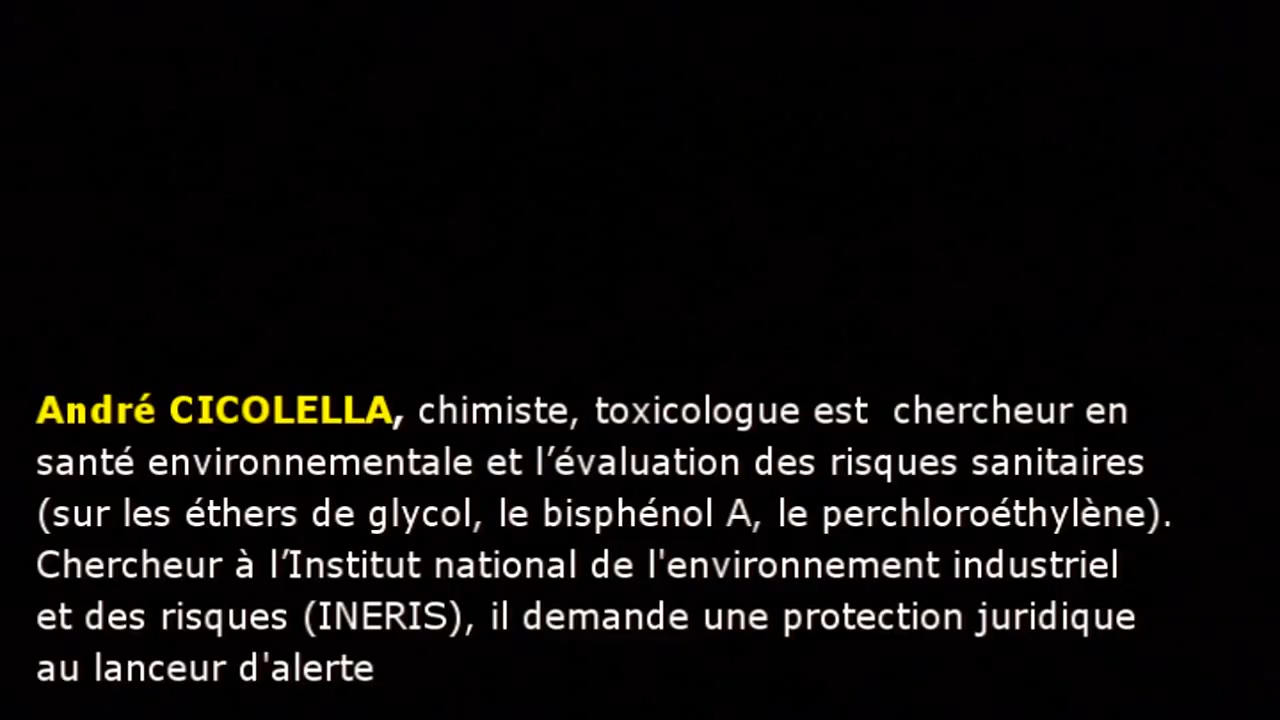 André CICOLELLA, chimiste, toxicologue est  chercheur en
santé environnementale et l’évaluation des risques sanitaires
(sur les éthers de glycol, le bisphénol A, le perchloroéthylène).
Chercheur à l’Institut national de l'environnement industriel
et des risques (INERIS), il demande une protection juridique
au lanceur d'alerte